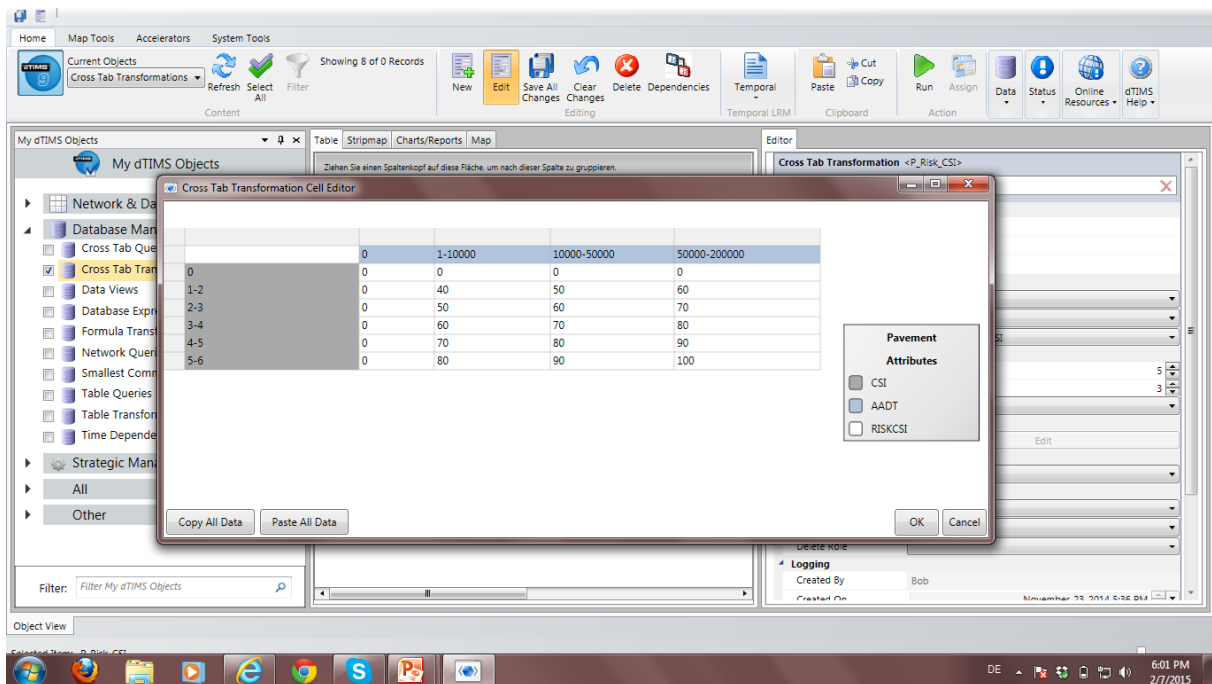 Home Map Tools Accelerators System Tools
dTIMS 9
Current Objects
Cross Tab Transformations
Refresh
Select All
Filter
Content
Showing 8 of 0 Records
New
Edit
Save All Changes
Clear Changes
Delete
Dependencies
Editing
Temporal
Temporal LRM
Paste
Cut
Copy
Clipboard
Run
Assign
Action
Data
Status
Online Resources
dTIMS Help
My dTIMS Objects
Table Stripmap Charts/Reports Map
Editor
My dTIMS Objects
Ziehen Sie einen Spaltenkopf auf diese Fläche, um nach dieser Spalte zu gruppieren.
Cross Tab Transformation <P_Risk_CSI>
Network & Da
Database Man
Cross Tab Que
Cross Tab Tran
Data Views
Database Expr
Formula Transf
Network Queri
Smallest Comm
Table Queries
Table Transfor
Time Depende
Strategic Mana
All
Other
Filter: Filter My dTIMS Objects
Cross Tab Transformation Cell Editor
0 1-10000 10000-50000 50000-200000
0 0 0 0 0
1-2 0 40 50 60
2-3 0 50 60 70
3-4 0 60 70 80
4-5 0 70 80 90
5-6 0 80 90 100
Pavement
Attributes
CSI
AADT
RISKCSI
Copy All Data Paste All Data
OK Cancel
SI
5
3
Edit
Delete Role
Logging
Created By Bob
Created On November 23, 2014 5:36 PM
Object View
Selected Item: P_Risk_CSI
DE
6:01 PM
2/7/2015